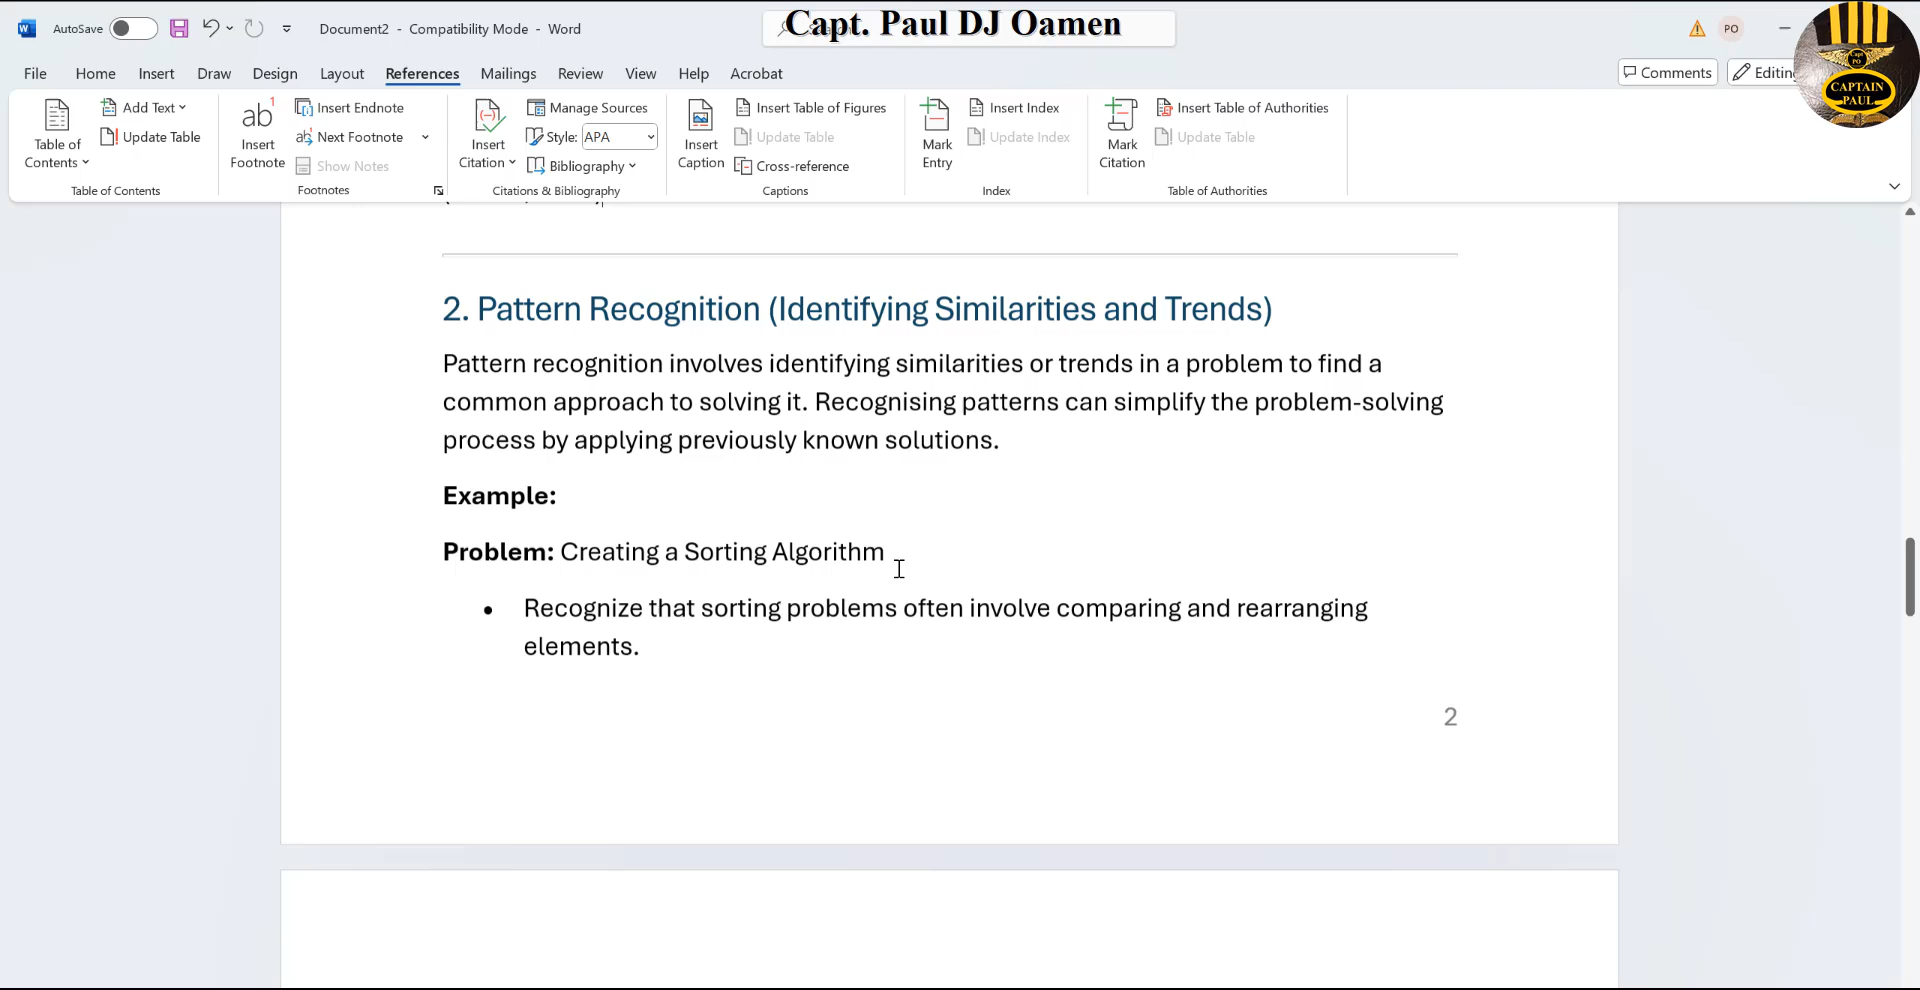 AutoSave
Document2 - Compatibility Mode - Word
Capt. Paul DJ Oamen
PO
File Home Insert Draw Design Layout References Mailings Review View Help Acrobat
Comments
Editing
Capt
PO
CAPTAIN
PAUL
Table of
Contents
Add Text
Update Table
Table of Contents
ab1
Insert
Footnote
Insert Endnote
Next Footnote
Show Notes
Footnotes
Insert
Citation
Manage Sources
Style: APA
Bibliography
Citations & Bibliography
Insert
Caption
Insert Table of Figures
Update Table
Cross-reference
Captions
Mark
Entry
Insert Index
Update Index
Index
Mark
Citation
Insert Table of Authorities
Update Table
Table of Authorities
2. Pattern Recognition (Identifying Similarities and Trends)
Pattern recognition involves identifying similarities or trends in a problem to find a
common approach to solving it. Recognising patterns can simplify the problem-solving
process by applying previously known solutions.
Example:
Problem: Creating a Sorting Algorithm
• Recognize that sorting problems often involve comparing and rearranging
elements.
2